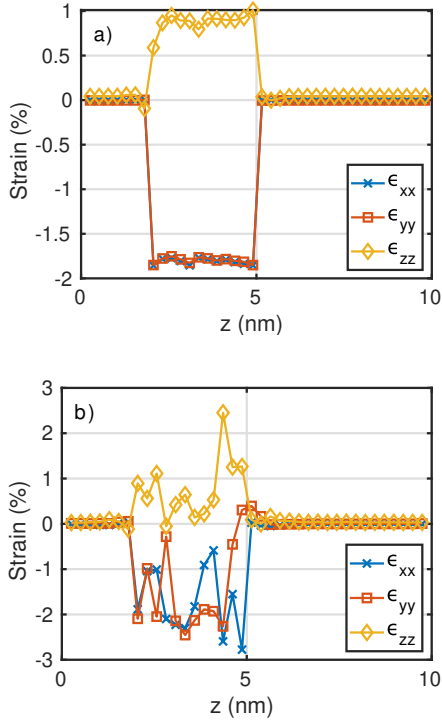 1
0.5
0
-0.5
-1
-1.5
-2
Strain (%)
a)
ϵxx
ϵyy
ϵzz
0 5 10
z (nm)
3
2
1
0
-1
-2
-3
Strain (%)
b)
ϵxx
ϵyy
ϵzz
0 5 10
z (nm)